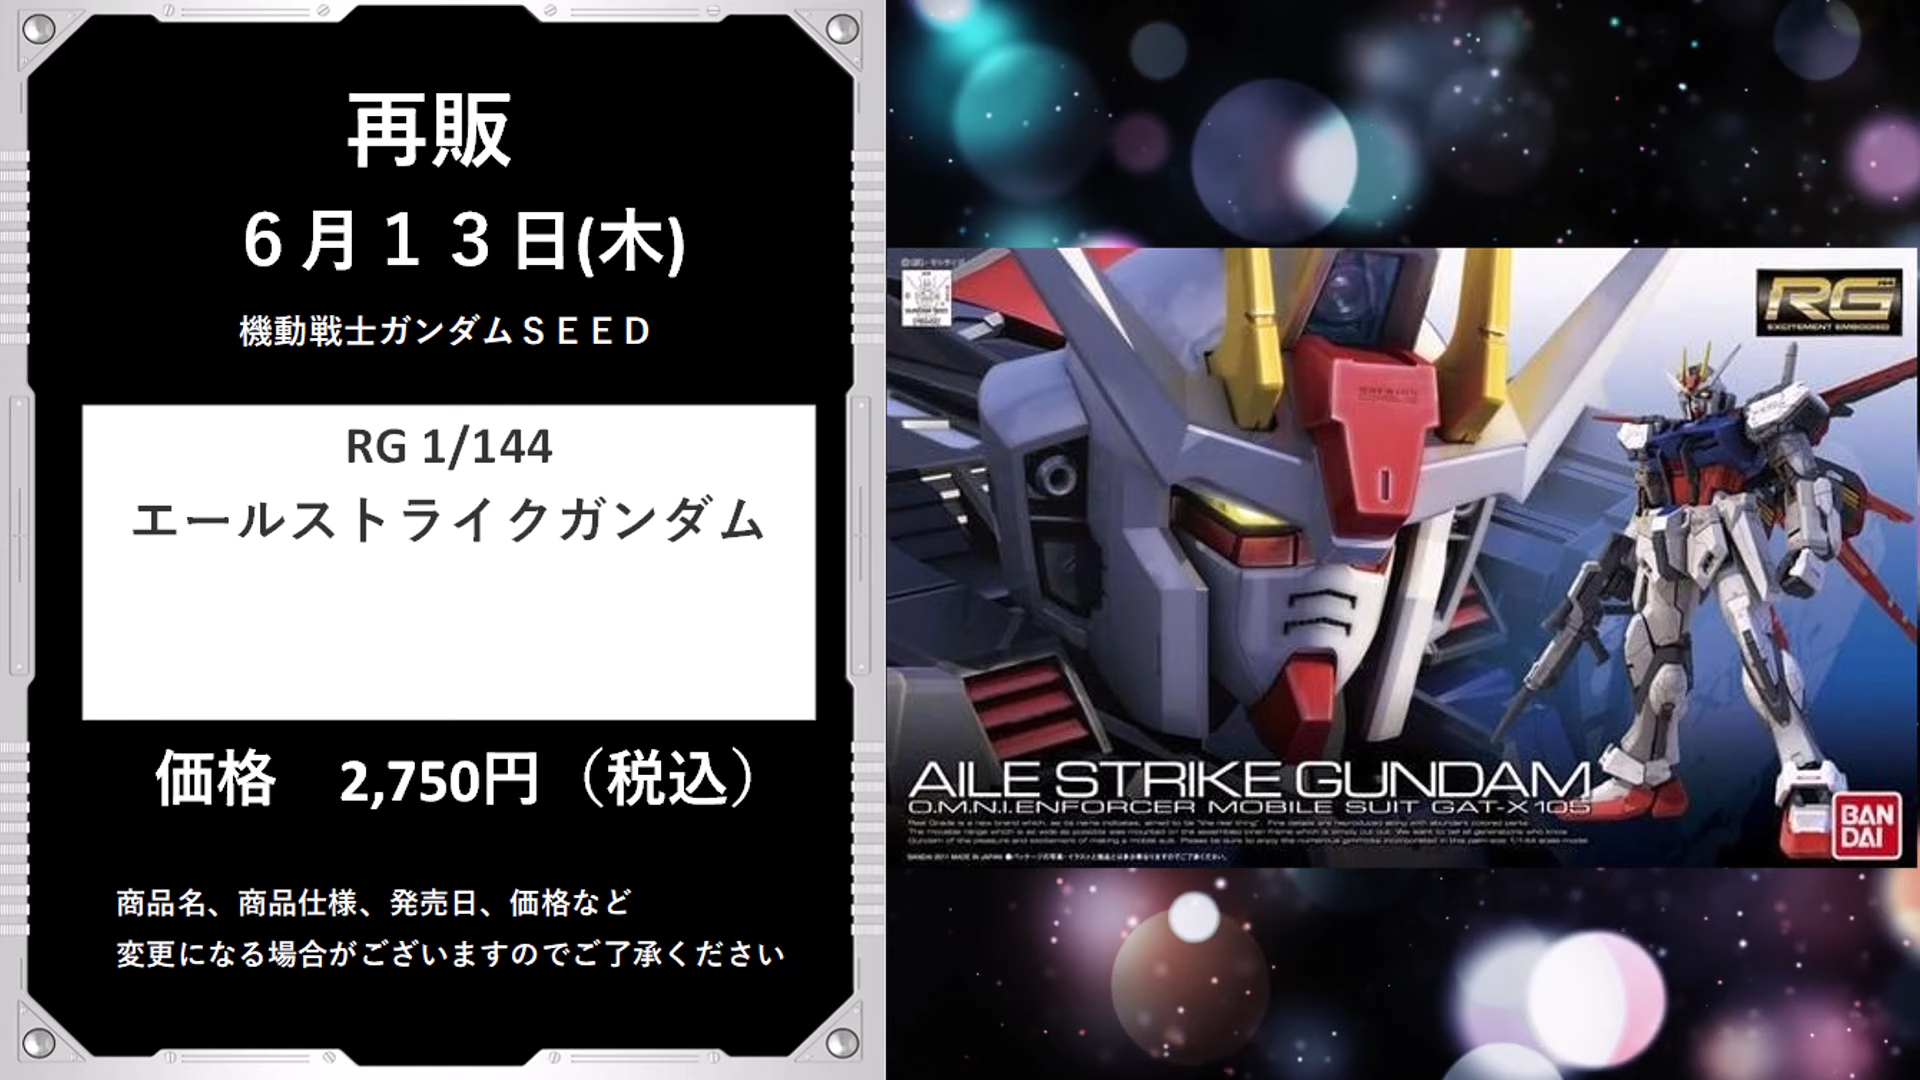 再販
６月１３日(木)
機動戦士ガンダムＳＥＥＤ
RG 1/144
エールストライクガンダム
価格　2,750円（税込）
商品名、商品仕様、発売日、価格など
変更になる場合がございますのでご了承ください
RG
EXCITEMENT EMBODIED
AILE STRIKE GUNDAM
O.M.N.I.ENFORCER MOBILE SUIT GAT-X105
BAN
DAI